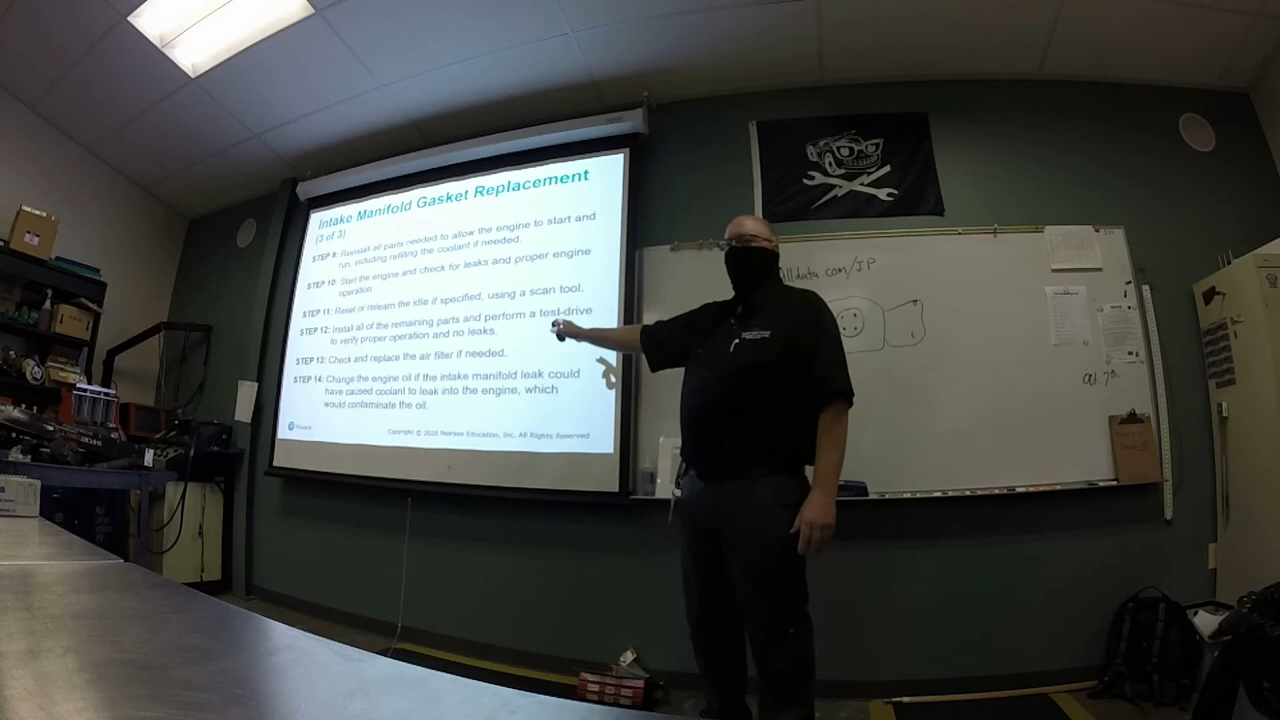 Intake Manifold Gasket Replacement
(3 of 3)
STEP 9: Reinstall all parts needed to allow the engine to start and
run, including refilling the coolant if needed.
STEP 10: Start the engine and check for leaks and proper engine
operation.
STEP 11: Reset or relearn the idle if specified, using a scan tool.
STEP 12: Install all of the remaining parts and perform a test-drive
to verify proper operation and no leaks.
STEP 13: Check and replace the air filter if needed.
STEP 14: Change the engine oil if the intake manifold leak could
have caused coolant to leak into the engine, which
would contaminate the oil.
Pearson
Copyright © 2020 Pearson Education, Inc. All Rights Reserved
alldata.com/IP
Oct. 7th